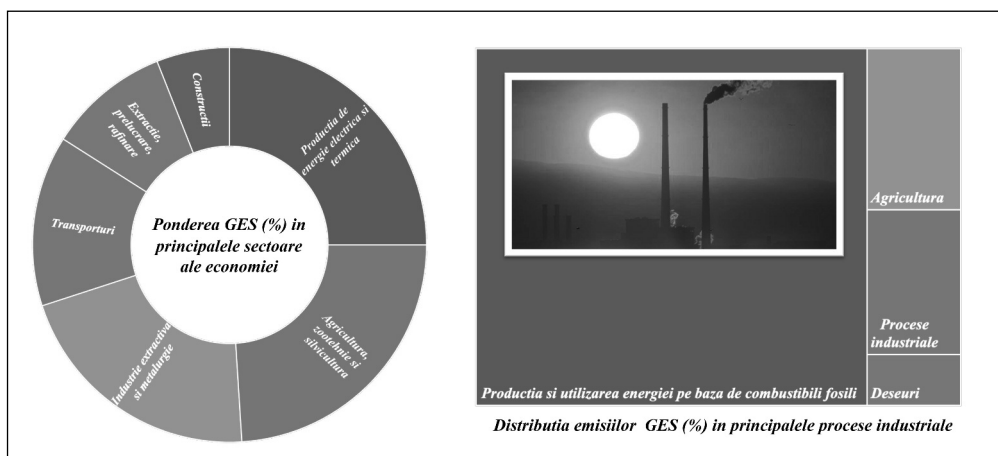 Constructii
Extractie,
prelucrare,
rafinare
Productia de
energie electrica si
termica
Transporturi
Ponderea GES (%) in
principalele sectoare
ale economiei
Industrie extractiva
si metalurgie
Agricultura,
zootehnie si
silvicultura
Agricultura
Procese
industriale
Productia si utilizarea energiei pe baza de combustibili fosili
Deseuri
Distributia emisiilor GES (%) in principalele procese industriale